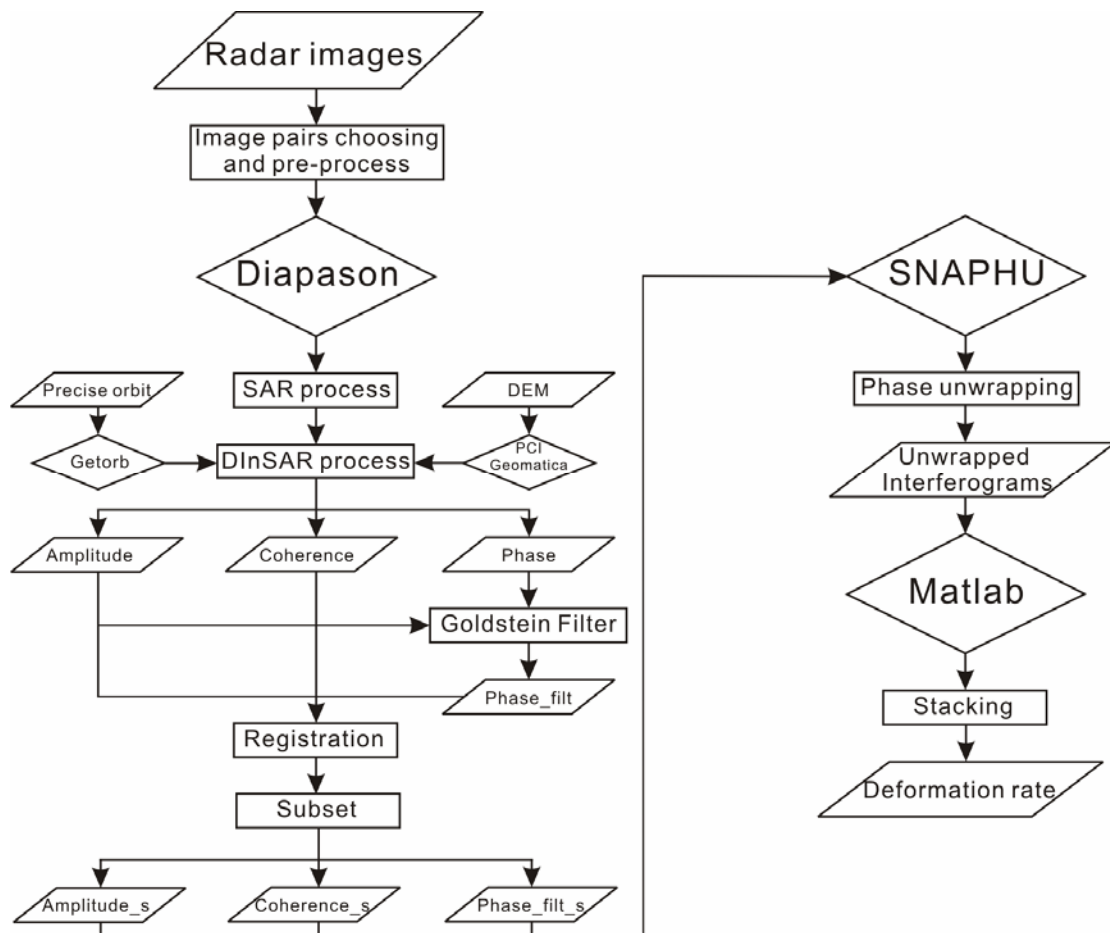 Radar images
Image pairs choosing
and pre-process
Diapason
Precise orbit
SAR process
DEM
Getorb
DInSAR process
PCI
Geomatica
Amplitude
Coherence
Phase
Goldstein Filter
Phase_filt
Registration
Subset
Amplitude_s
Coherence_s
Phase_filt_s
SNAPHU
Phase unwrapping
Unwrapped
Interferograms
Matlab
Stacking
Deformation rate